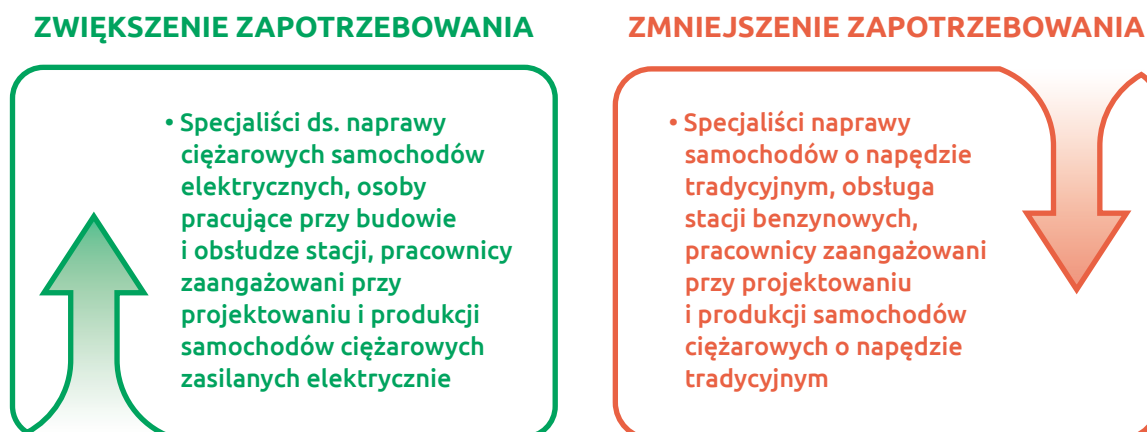 ZWIĘKSZENIE ZAPOTRZEBOWANIA
• Specjaliści ds. naprawy
ciężarowych samochodów
elektrycznych, osoby
pracujące przy budowie
i obsłudze stacji, pracownicy
zaangażowani przy
projektowaniu i produkcji
samochodów ciężarowych
zasilanych elektrycznie
ZMNIEJSZENIE ZAPOTRZEBOWANIA
• Specjaliści naprawy
samochodów o napędzie
tradycyjnym, obsługa
stacji benzynowych,
pracownicy zaangażowani
przy projektowaniu
i produkcji samochodów
ciężarowych o napędzie
tradycyjnym